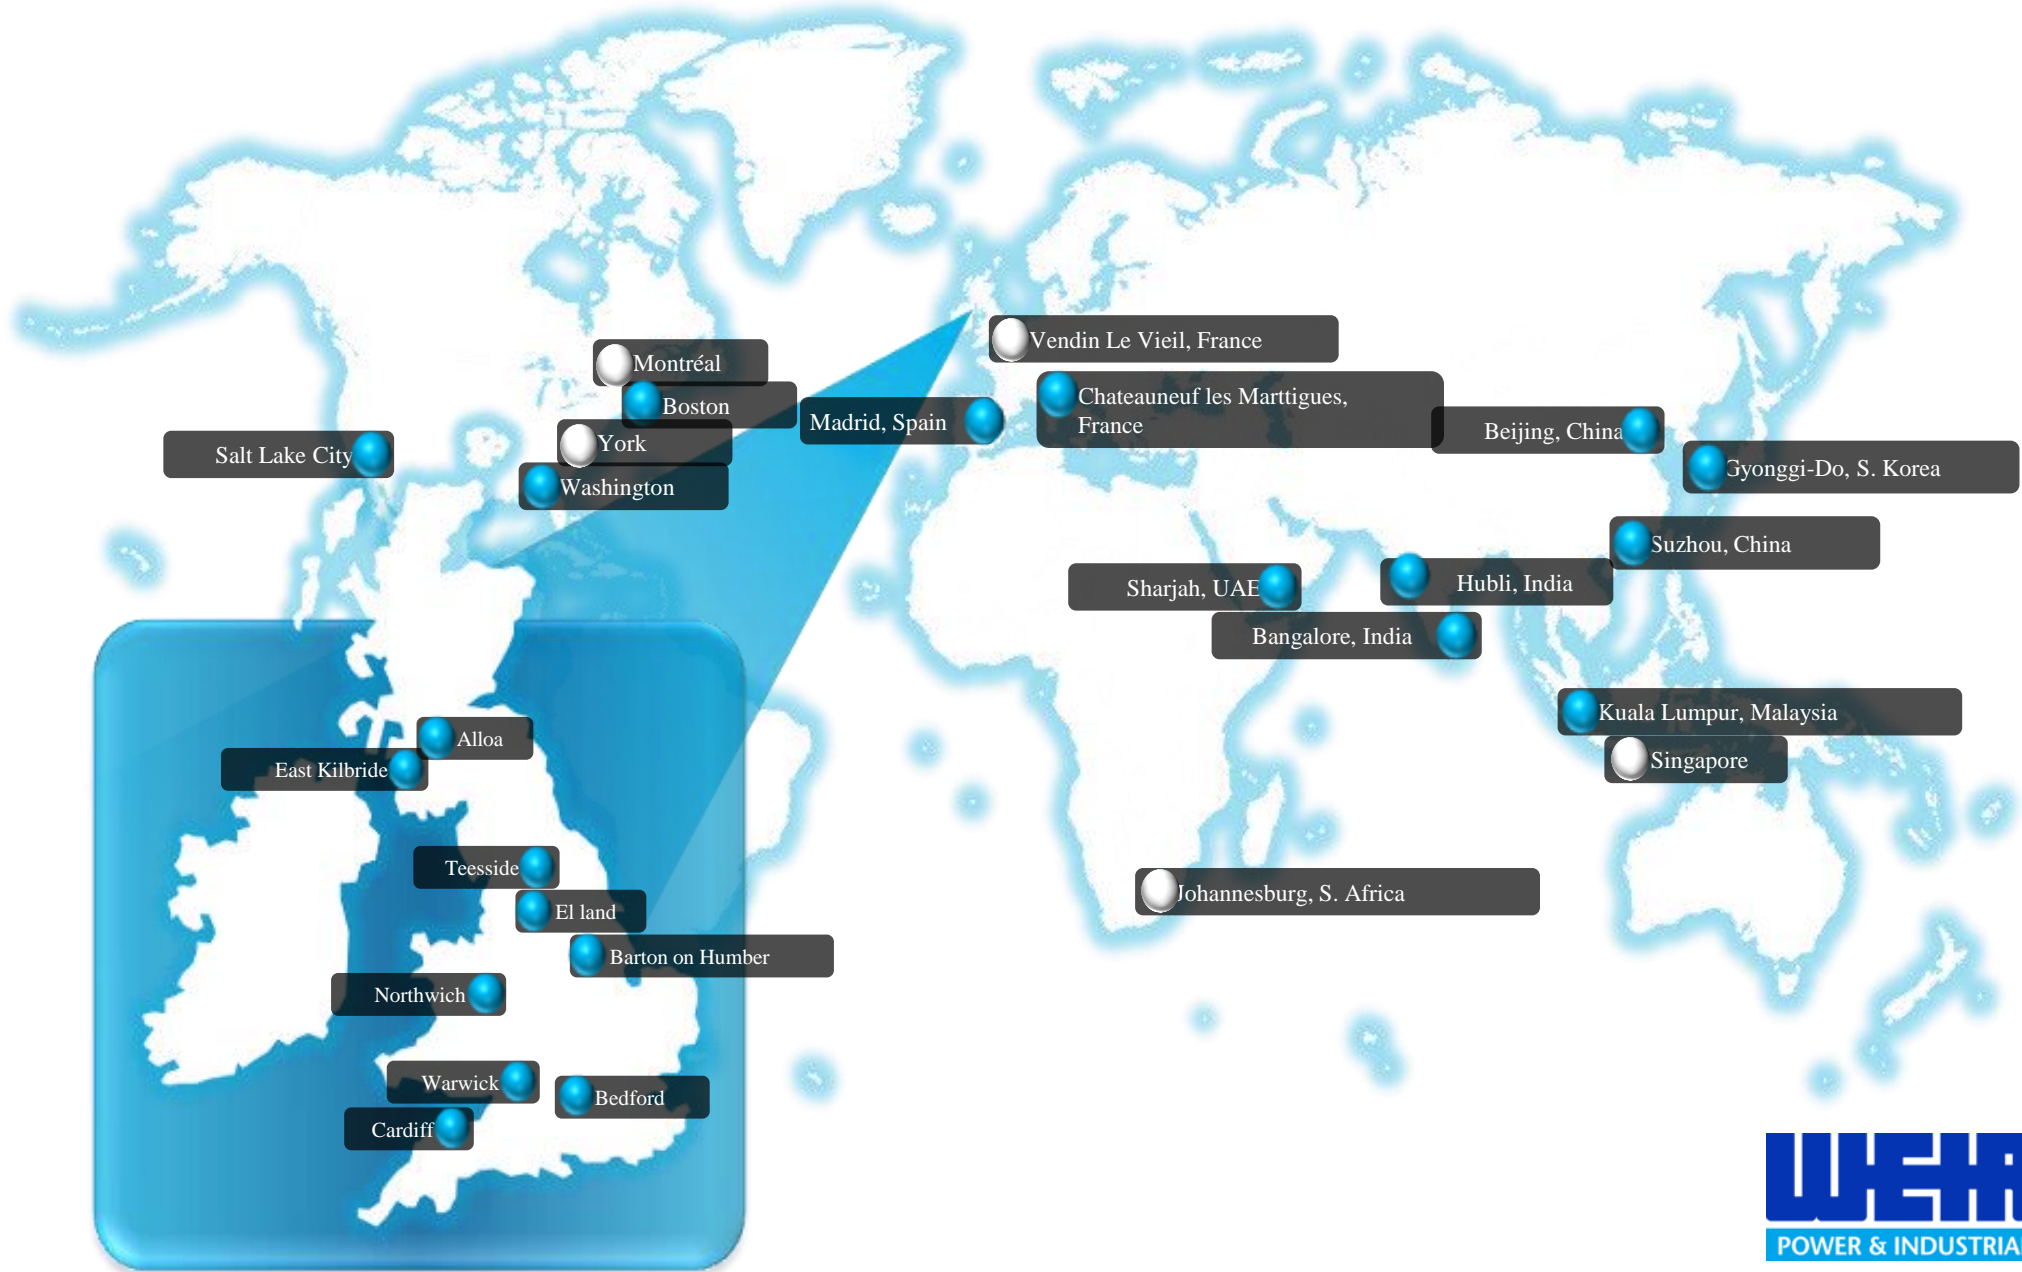 Vendin Le Vieil, France
Montréal
Boston
Chateauneuf les Marttigues,
France
Madrid, Spain
Beijing, China
York
Salt Lake City
Gyonggi-Do, S. Korea
Washington
Suzhou, China
Sharjah, UAE
Hubli, India
Bangalore, India
Kuala Lumpur, Malaysia
Singapore
Johannesburg, S. Africa
Alloa
East Kilbride
Teesside
El land
Barton on Humber
Northwich
Warwick
Bedford
Cardiff
WEIR
POWER & INDUSTRIAL